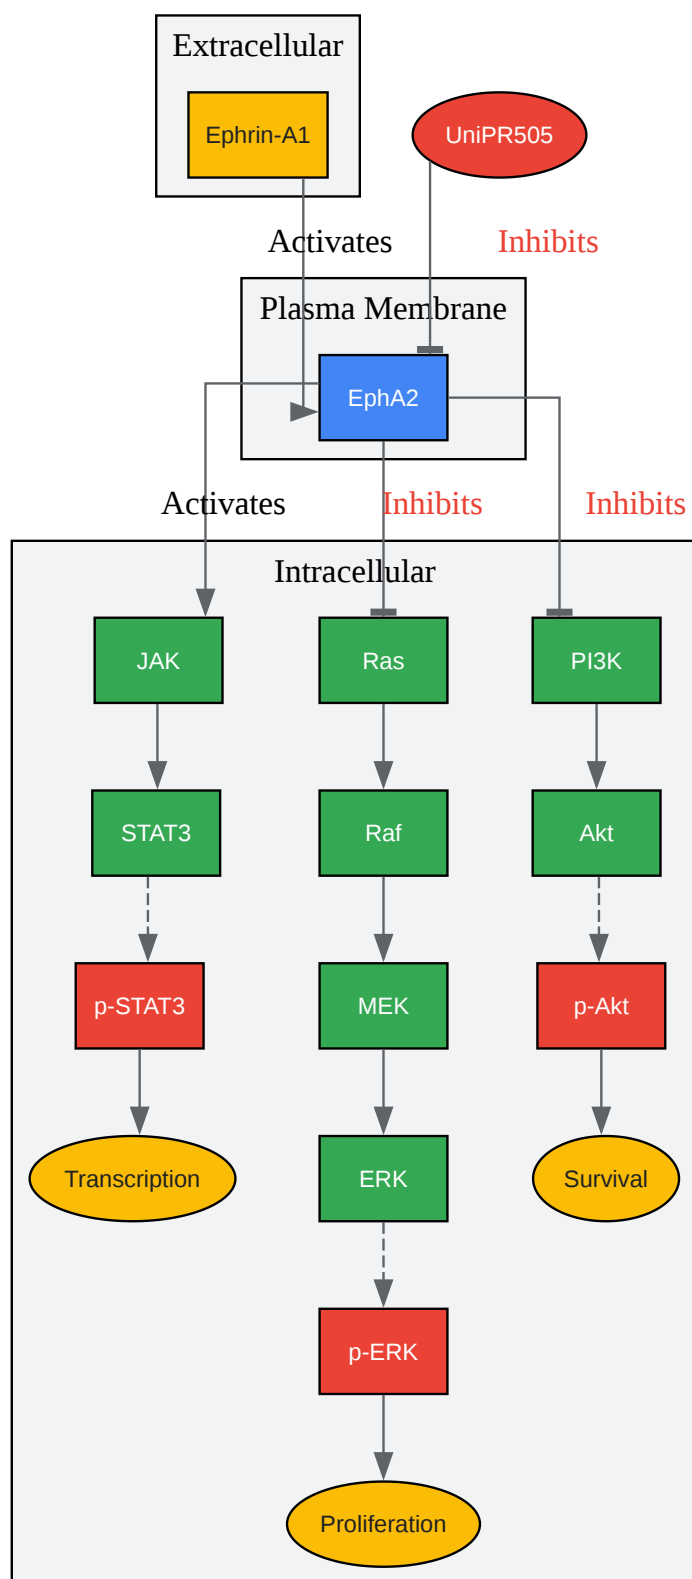 Extracellular
Ephrin-A1
UniPR505
Activates
Inhibits
Plasma Membrane
EphA2
Activates
Inhibits
Inhibits
Intracellular
JAK
Ras
PI3K
STAT3
Raf
Akt
p-STAT3
MEK
p-Akt
Transcription
ERK
Survival
p-ERK
Proliferation